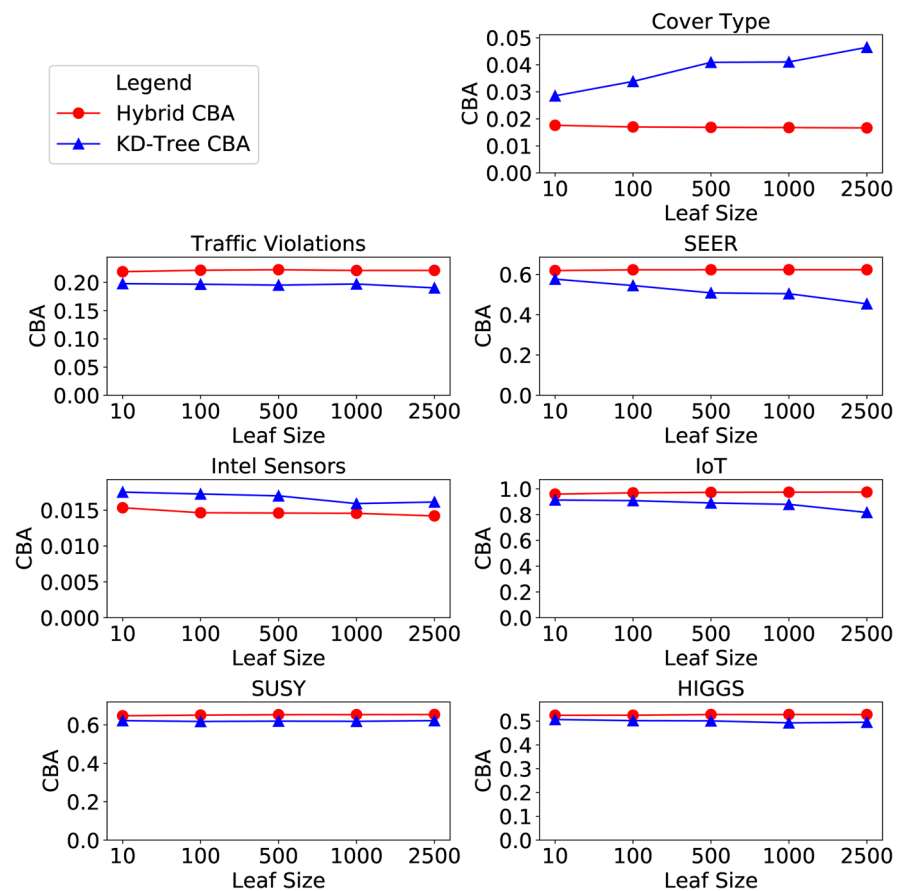 Cover Type
Legend
Hybrid CBA
KD-Tree CBA
CBA
0.05
0.04
0.03
0.02
0.01
0.00
10 100 500 1000 2500
Leaf Size
Traffic Violations
CBA
0.20
0.15
0.10
0.05
0.00
10 100 500 1000 2500
Leaf Size
SEER
CBA
0.6
0.4
0.2
0.0
10 100 500 1000 2500
Leaf Size
Intel Sensors
CBA
0.015
0.010
0.005
0.000
10 100 500 1000 2500
Leaf Size
IoT
CBA
1.0
0.8
0.6
0.4
0.2
0.0
10 100 500 1000 2500
Leaf Size
SUSY
CBA
0.6
0.4
0.2
0.0
10 100 500 1000 2500
Leaf Size
HIGGS
CBA
0.5
0.4
0.3
0.2
0.1
0.0
10 100 500 1000 2500
Leaf Size